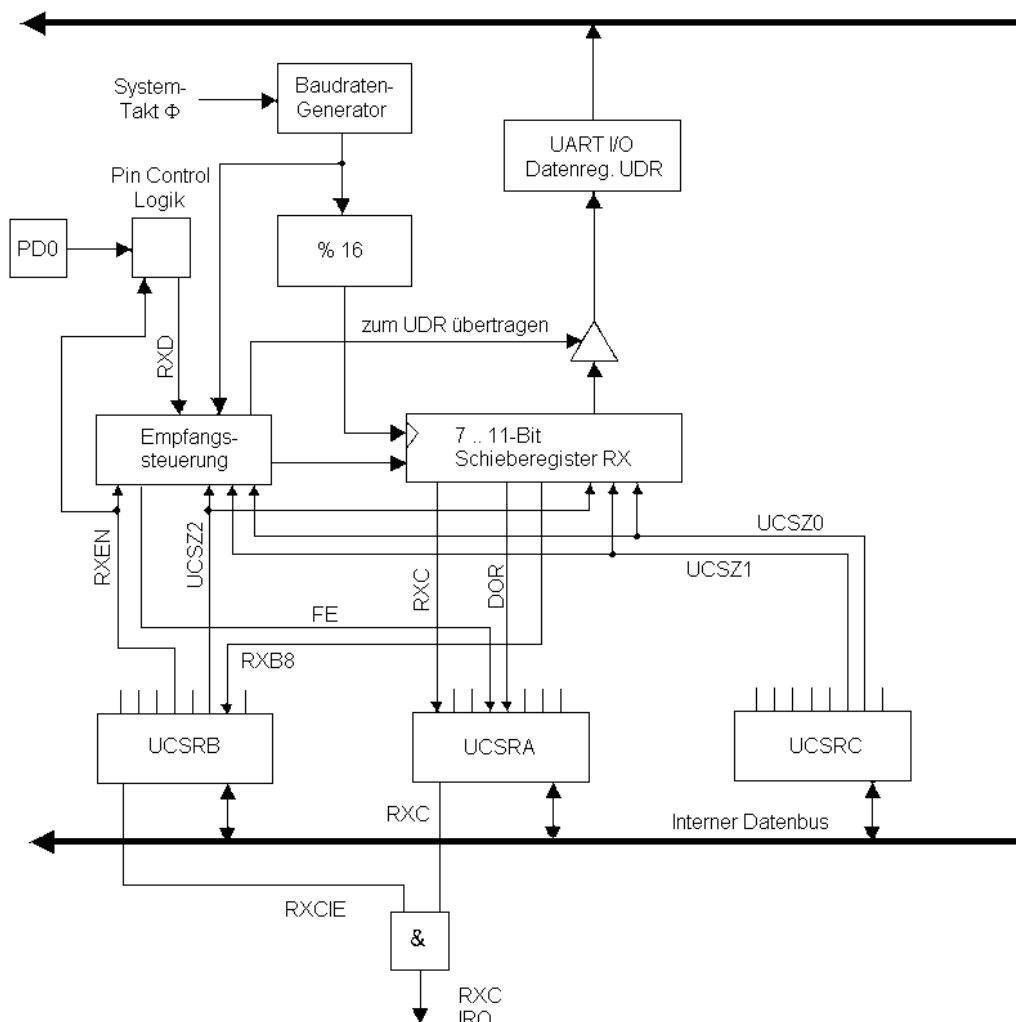 System-
Takt Φ
Baudraten-
Generator
UART I/O
Datenreg. UDR
Pin Control
Logik
PD0
% 16
zum UDR übertragen
RXD
Empfangs-
steuerung
7 .. 11-Bit
Schieberegister RX
RXEN
UCSZ2
RXC
DOR
UCSZ0
UCSZ1
FE
RXB8
UCSRB
UCSRA
UCSRC
RXC
Interner Datenbus
RXCIE
&
RXC
IRQ